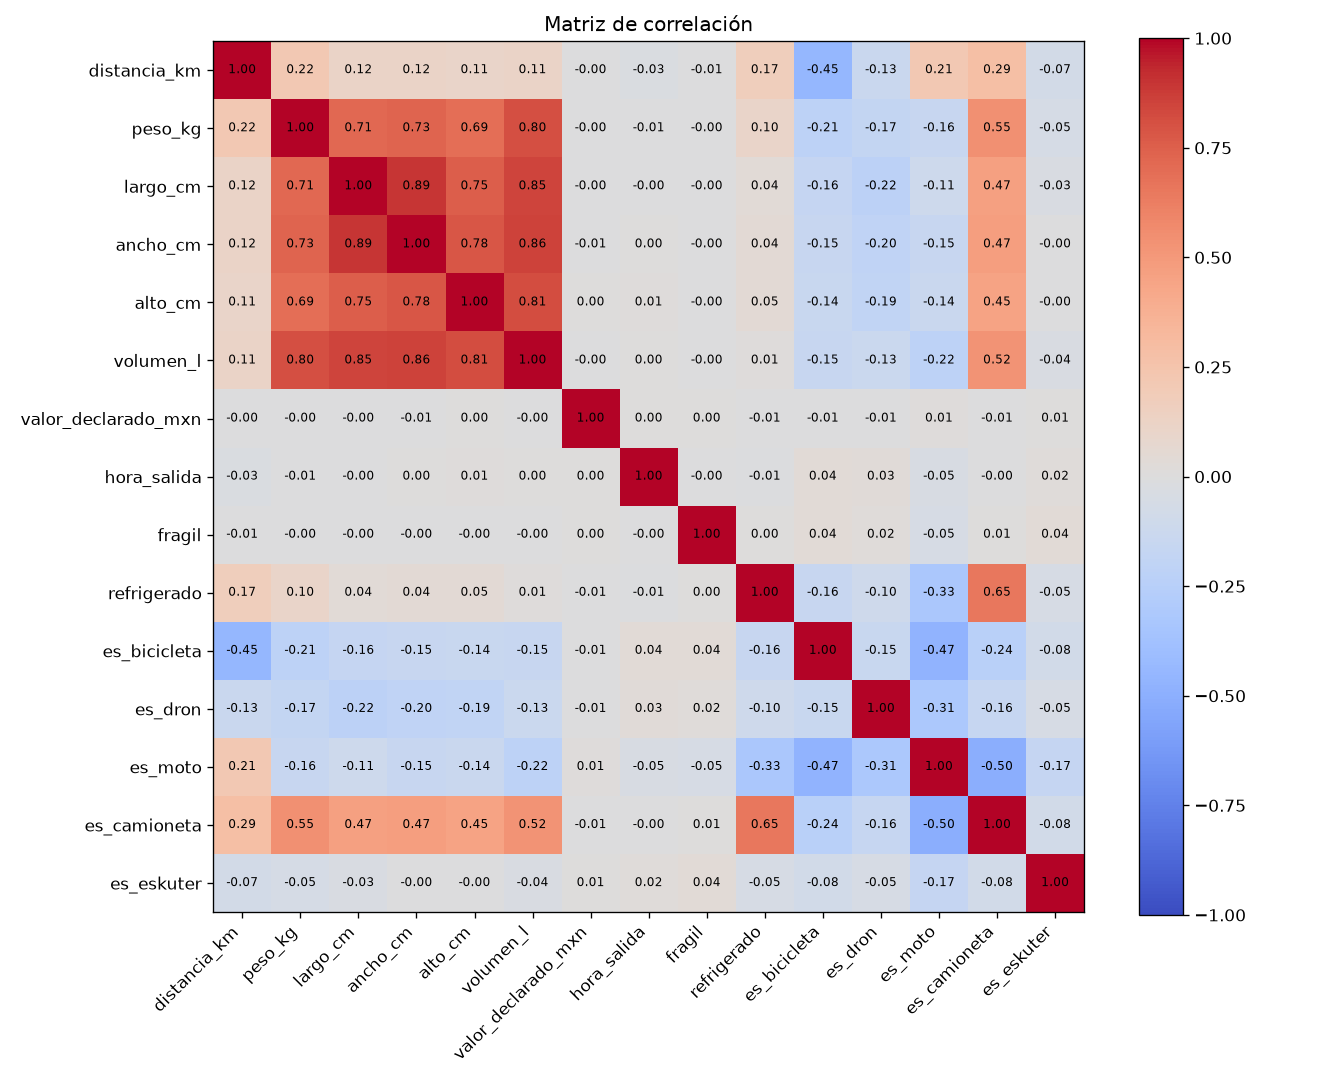 Matriz de correlación
distancia_km 1.00 0.22 0.12 0.12 0.11 0.11 -0.00 -0.03 -0.01 0.17 -0.45 -0.13 0.21 0.29 -0.07
peso_kg 0.22 1.00 0.71 0.73 0.69 0.80 -0.00 -0.01 -0.00 0.10 -0.21 -0.17 -0.16 0.55 -0.05
largo_cm 0.12 0.71 1.00 0.89 0.75 0.85 -0.00 -0.00 -0.00 0.04 -0.16 -0.22 -0.11 0.47 -0.03
ancho_cm 0.12 0.73 0.89 1.00 0.78 0.86 -0.01 0.00 -0.00 0.04 -0.15 -0.20 -0.15 0.47 -0.00
alto_cm 0.11 0.69 0.75 0.78 1.00 0.81 0.00 0.01 -0.00 0.05 -0.14 -0.19 -0.14 0.45 -0.00
volumen_l 0.11 0.80 0.85 0.86 0.81 1.00 -0.00 0.00 -0.00 0.01 -0.15 -0.13 -0.22 0.52 -0.04
valor_declarado_mxn -0.00 -0.00 -0.00 -0.01 0.00 -0.00 1.00 0.00 0.00 -0.01 -0.01 -0.01 0.01 -0.01 0.01
hora_salida -0.03 -0.01 -0.00 0.00 0.01 0.00 0.00 1.00 -0.00 -0.01 0.04 0.03 -0.05 -0.00 0.02
fragil -0.01 -0.00 -0.00 -0.00 -0.00 -0.00 0.00 -0.00 1.00 0.00 0.04 0.02 -0.05 0.01 0.04
refrigerado 0.17 0.10 0.04 0.04 0.05 0.01 -0.01 -0.01 0.00 1.00 -0.16 -0.10 -0.33 0.65 -0.05
es_bicicleta -0.45 -0.21 -0.16 -0.15 -0.14 -0.15 -0.01 0.04 0.04 -0.16 1.00 -0.15 -0.47 -0.24 -0.08
es_dron -0.13 -0.17 -0.22 -0.20 -0.19 -0.13 -0.01 0.03 0.02 -0.10 -0.15 1.00 -0.31 -0.16 -0.05
es_moto 0.21 -0.16 -0.11 -0.15 -0.14 -0.22 0.01 -0.05 -0.05 -0.33 -0.47 -0.31 1.00 -0.50 -0.17
es_camioneta 0.29 0.55 0.47 0.47 0.45 0.52 -0.01 -0.00 0.01 0.65 -0.24 -0.16 -0.50 1.00 -0.08
es_eskuter -0.07 -0.05 -0.03 -0.00 -0.00 -0.04 0.01 0.02 0.04 -0.05 -0.08 -0.05 -0.17 -0.08 1.00
distancia_km
peso_kg
largo_cm
ancho_cm
alto_cm
volumen_l
valor_declarado_mxn
hora_salida
fragil
refrigerado
es_bicicleta
es_dron
es_moto
es_camioneta
es_eskuter
1.00
0.75
0.50
0.25
0.00
−0.25
−0.50
−0.75
−1.00